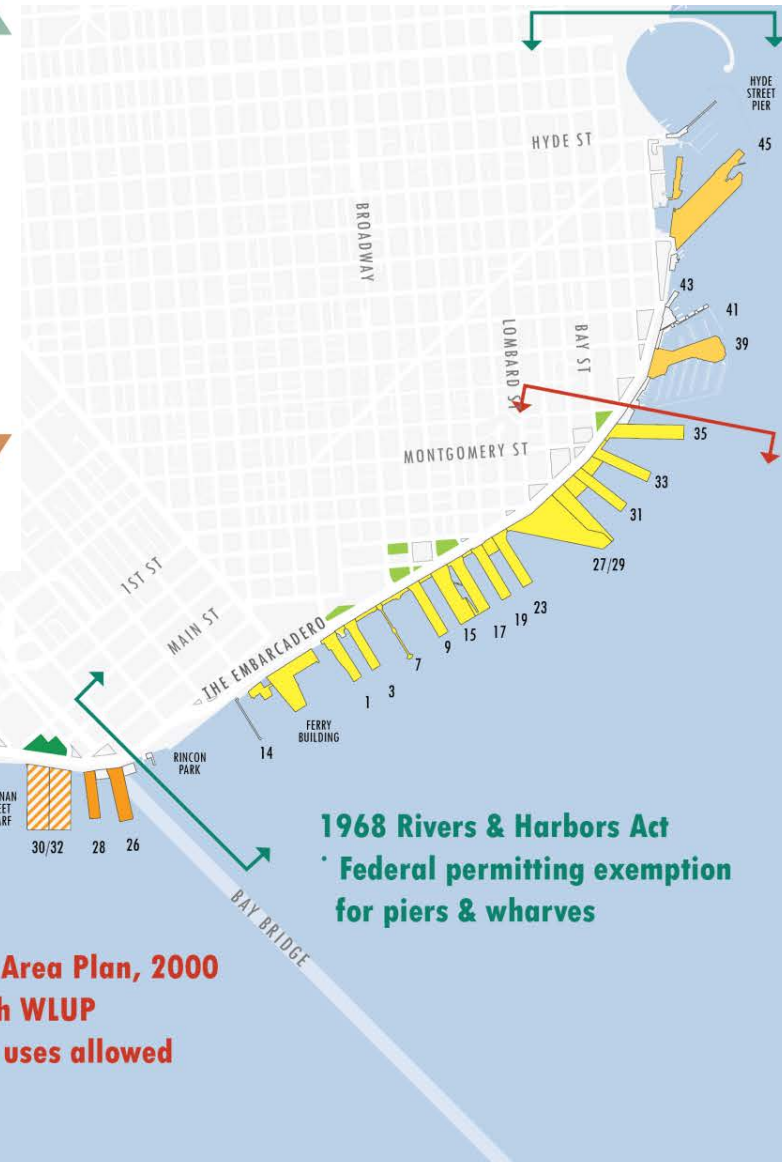 HYDE
STREET
PIER
45
HYDE ST
BROADWAY
43
41
39
LOMBARD ST
BAY ST
35
MONTGOMERY ST
33
31
27/29
1ST ST
23
19
17
15
9
7
3
1
MAIN ST
THE EMBARCADERO
FERRY
BUILDING
14
RINCON
PARK
30/32
28
26
1968 Rivers & Harbors Act
· Federal permitting exemption
for piers & wharves
BAY BRIDGE
Area Plan, 2000
WLUP
uses allowed